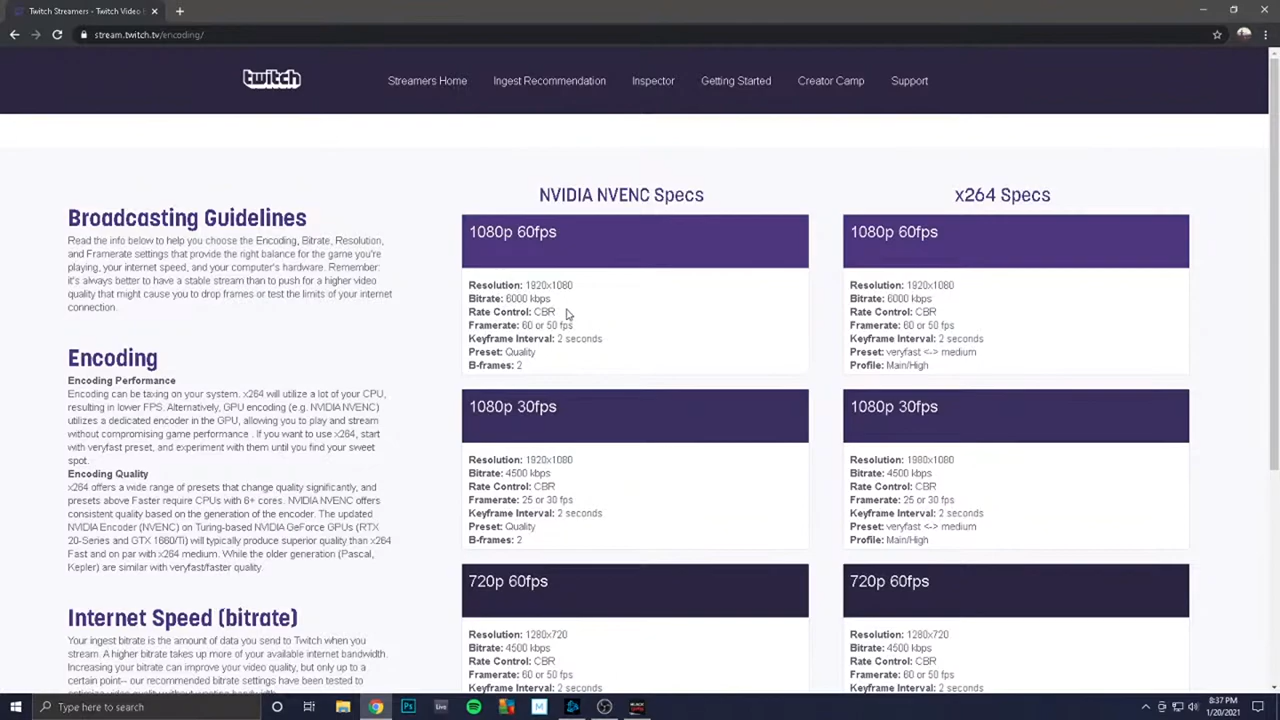 Twitch Streamers - Twitch Video
stream.twitch.tv/encoding/
twitch
Streamers Home
Ingest Recommendation
Inspector
Getting Started
Creator Camp
Support
Broadcasting Guidelines
Read the info below to help you choose the Encoding, Bitrate, Resolution,
and Framerate settings that provide the right balance for the game you're
playing, your internet speed, and your computer's hardware. Remember:
it's always better to have a stable stream than to push for a higher video
quality that might cause you to drop frames or test the limits of your internet
connection.
Encoding
Encoding Performance
Encoding can be taxing on your system. x264 will utilize a lot of your CPU,
resulting in lower FPS. Alternatively, GPU encoding (e.g. NVIDIA NVENC)
utilizes a dedicated encoder in the GPU, allowing you to play and stream
without compromising game performance . If you want to use x264, start
with veryfast preset, and experiment with them until you find your sweet
spot.
Encoding Quality
x264 offers a wide range of presets that change quality significantly, and
presets above Faster require CPUs with 6+ cores. NVIDIA NVENC offers
consistent quality based on the generation of the encoder. The updated
NVIDIA Encoder (NVENC) on Turing-based NVIDIA GeForce GPUs (RTX
20-Series and GTX 1660/Ti) will typically produce superior quality than x264
Fast and on par with x264 medium. While the older generation (Pascal,
Kepler) are similar with veryfast/faster quality.
Internet Speed (bitrate)
Your ingest bitrate is the amount of data you send to Twitch when you
stream. A higher bitrate takes up more of your available internet bandwidth.
Increasing your bitrate can improve your video quality, but only up to a
certain point-- our recommended bitrate settings have been tested to
NVIDIA NVENC Specs
1080p 60fps
Resolution: 1920x1080
Bitrate: 6000 kbps
Rate Control: CBR
Framerate: 60 or 50 fps
Keyframe Interval: 2 seconds
Preset: Quality
B-frames: 2
1080p 30fps
Resolution: 1920x1080
Bitrate: 4500 kbps
Rate Control: CBR
Framerate: 25 or 30 fps
Keyframe Interval: 2 seconds
Preset: Quality
B-frames: 2
720p 60fps
Resolution: 1280x720
Bitrate: 4500 kbps
Rate Control: CBR
Framerate: 60 or 50 fps
Keyframe Interval: 2 seconds
x264 Specs
1080p 60fps
Resolution: 1920x1080
Bitrate: 6000 kbps
Rate Control: CBR
Framerate: 60 or 50 fps
Keyframe Interval: 2 seconds
Preset: veryfast <-> medium
Profile: Main/High
1080p 30fps
Resolution: 1980x1080
Bitrate: 4500 kbps
Rate Control: CBR
Framerate: 25 or 30 fps
Keyframe Interval: 2 seconds
Preset: veryfast <-> medium
Profile: Main/High
720p 60fps
Resolution: 1280x720
Bitrate: 4500 kbps
Rate Control: CBR
Framerate: 60 or 50 fps
Keyframe Interval: 2 seconds
Type here to search
Ps
Live
M
8:37 PM
1/20/2021